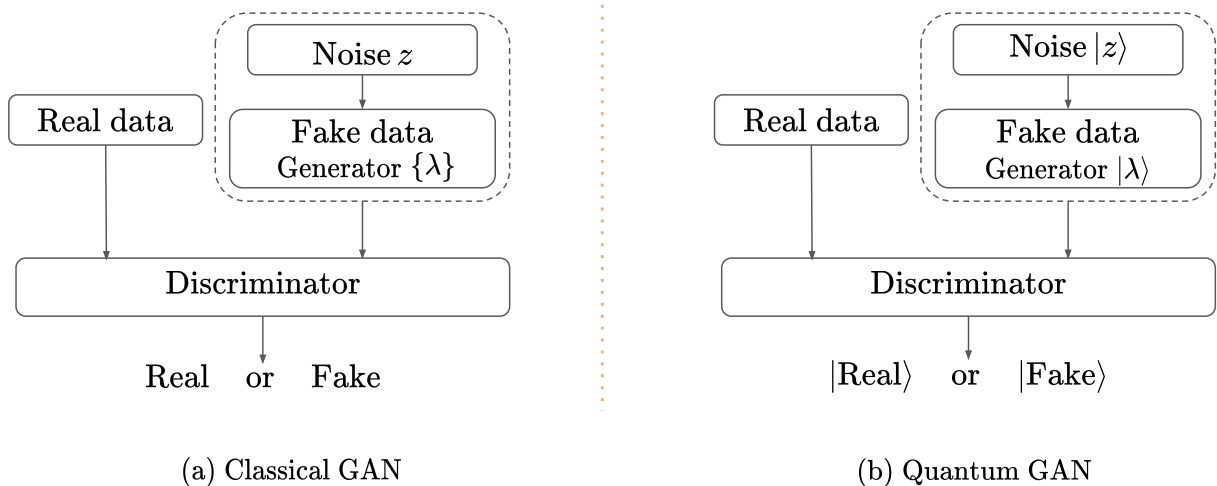 Noise z
Real data
Fake data
Generator {λ}
Discriminator
Real or Fake
(a) Classical GAN
Noise |z⟩
Real data
Fake data
Generator |λ⟩
Discriminator
|Real⟩ or |Fake⟩
(b) Quantum GAN